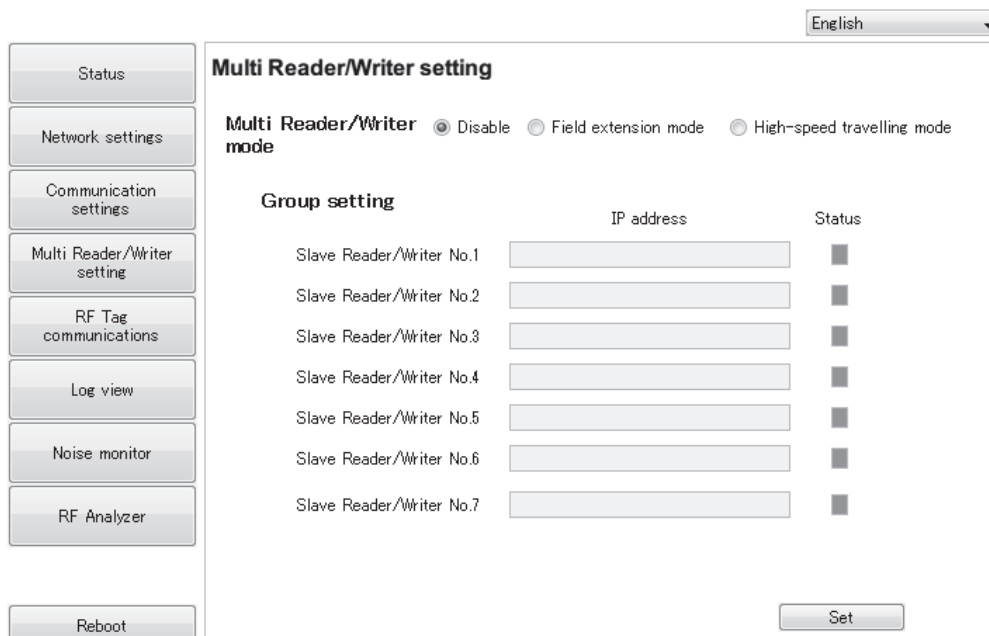 English
Status
Network settings
Communication
settings
Multi Reader/Writer
setting
RF Tag
communications
Log view
Noise monitor
RF Analyzer
Reboot
Multi Reader/Writer setting
Multi Reader/Writer
mode
Disable Field extension mode High-speed travelling mode
Group setting
IP address Status
Slave Reader/Writer No.1
Slave Reader/Writer No.2
Slave Reader/Writer No.3
Slave Reader/Writer No.4
Slave Reader/Writer No.5
Slave Reader/Writer No.6
Slave Reader/Writer No.7
Set